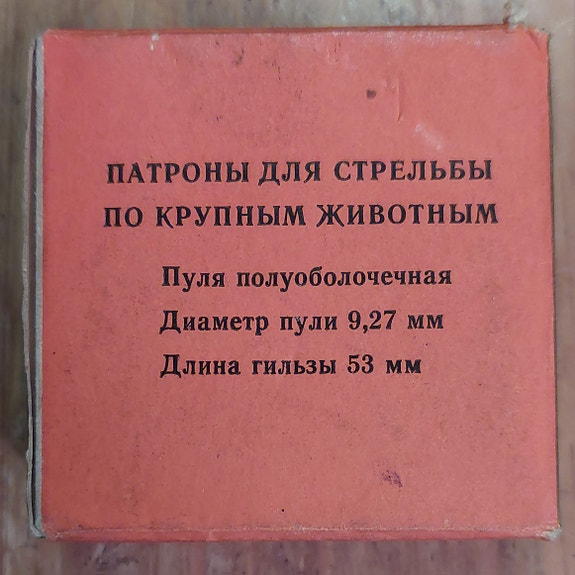 ПАТРОНЫ ДЛЯ СТРЕЛЬБЫ
ПО КРУПНЫМ ЖИВОТНЫМ
Пуля полуоболочечная
Диаметр пули 9,27 мм
Длина гильзы 53 мм